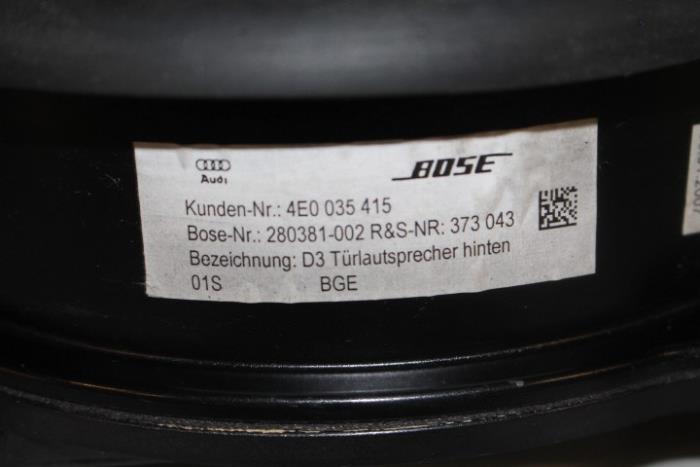 Audi
BOSE
Kunden-Nr.: 4E0 035 415
Bose-Nr.: 280381-002 R&S-NR: 373 043
Bezeichnung: D3 Türlautsprecher hinten
01S BGE